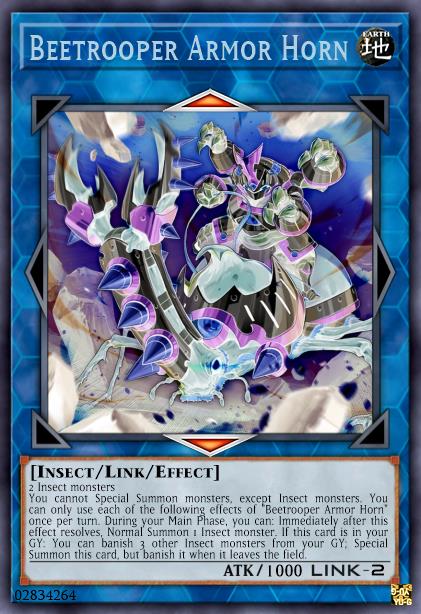 Beetrooper Armor Horn
EARTH
地
[Insect/Link/Effect]
2 Insect monsters
You cannot Special Summon monsters, except Insect monsters. You
can only use each of the following effects of "Beetrooper Armor Horn"
once per turn. During your Main Phase, you can: Immediately after this
effect resolves, Normal Summon 1 Insect monster. If this card is in your
GY: You can banish 3 other Insect monsters from your GY; Special
Summon this card, but banish it when it leaves the field.
ATK/1000 LINK-2
02834264